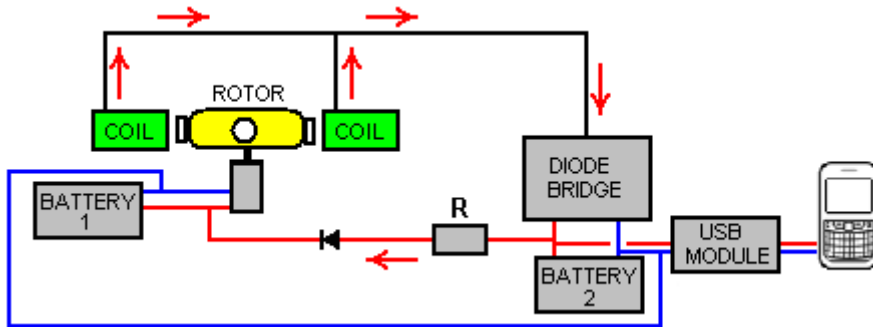 ROTOR
COIL
COIL
DIODE
BRIDGE
BATTERY
1
R
USB
MODULE
BATTERY
2